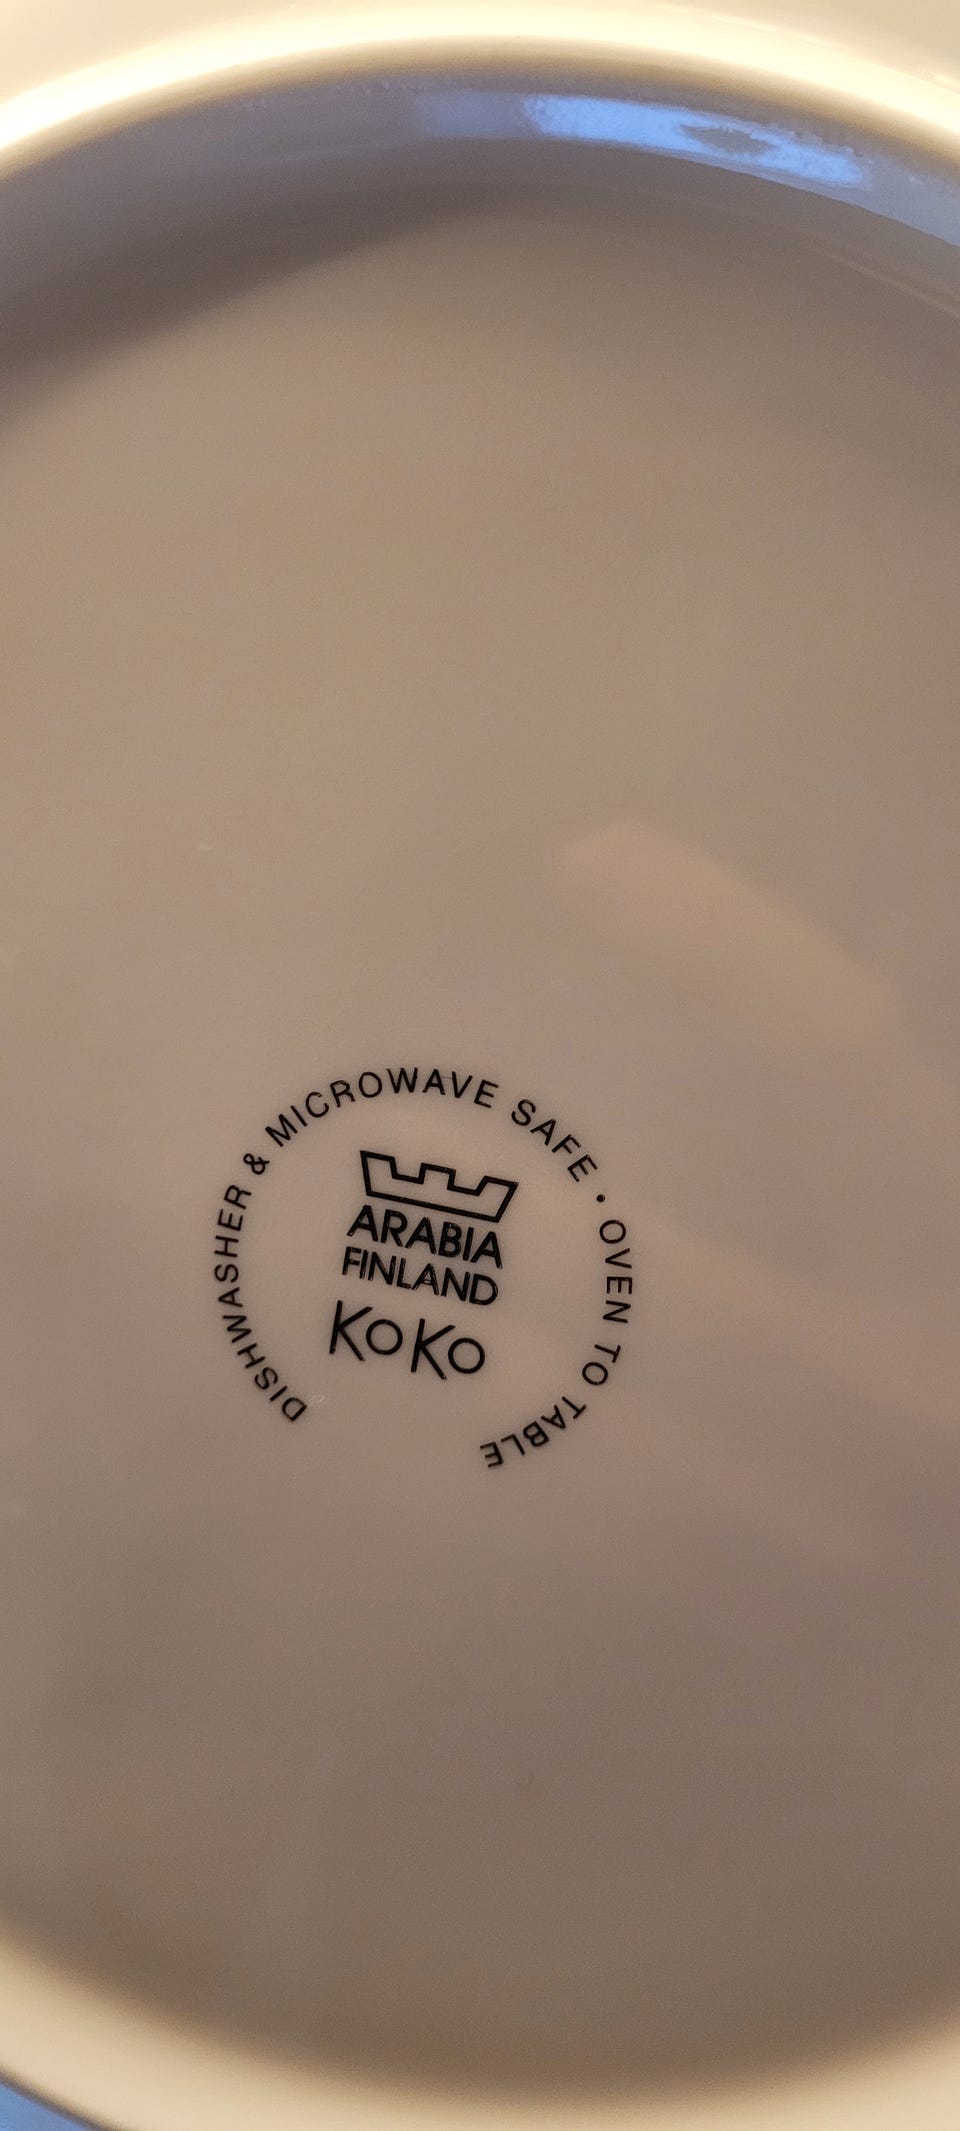 DISHWASHER & MICROWAVE SAFE • OVEN TO TABLE
ARABIA
FINLAND
KoKo